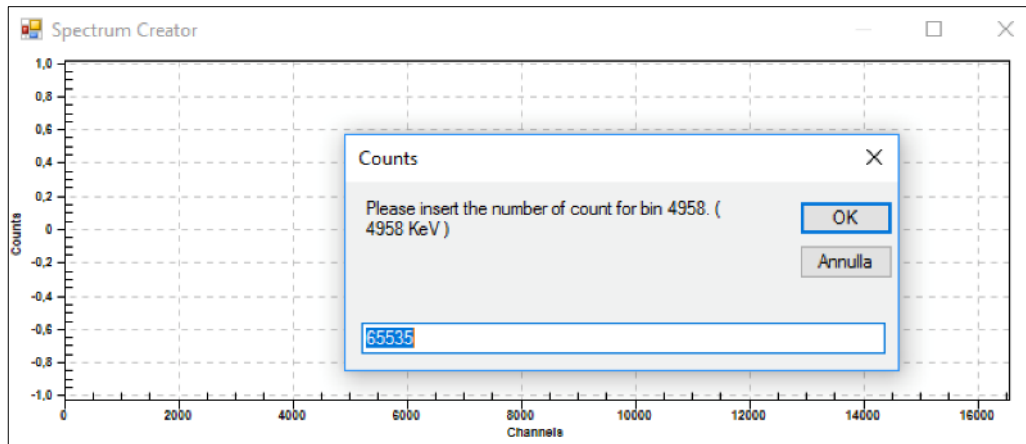 Spectrum Creator
1,0
0,8
0,6
0,4
0,2
0
-0,2
-0,4
-0,6
-0,8
-1,0
Counts
0 2000 4000 6000 8000 10000 12000 14000 16000
Channels
Counts
Please insert the number of count for bin 4958. (
4958 KeV )
OK
Annulla
65535